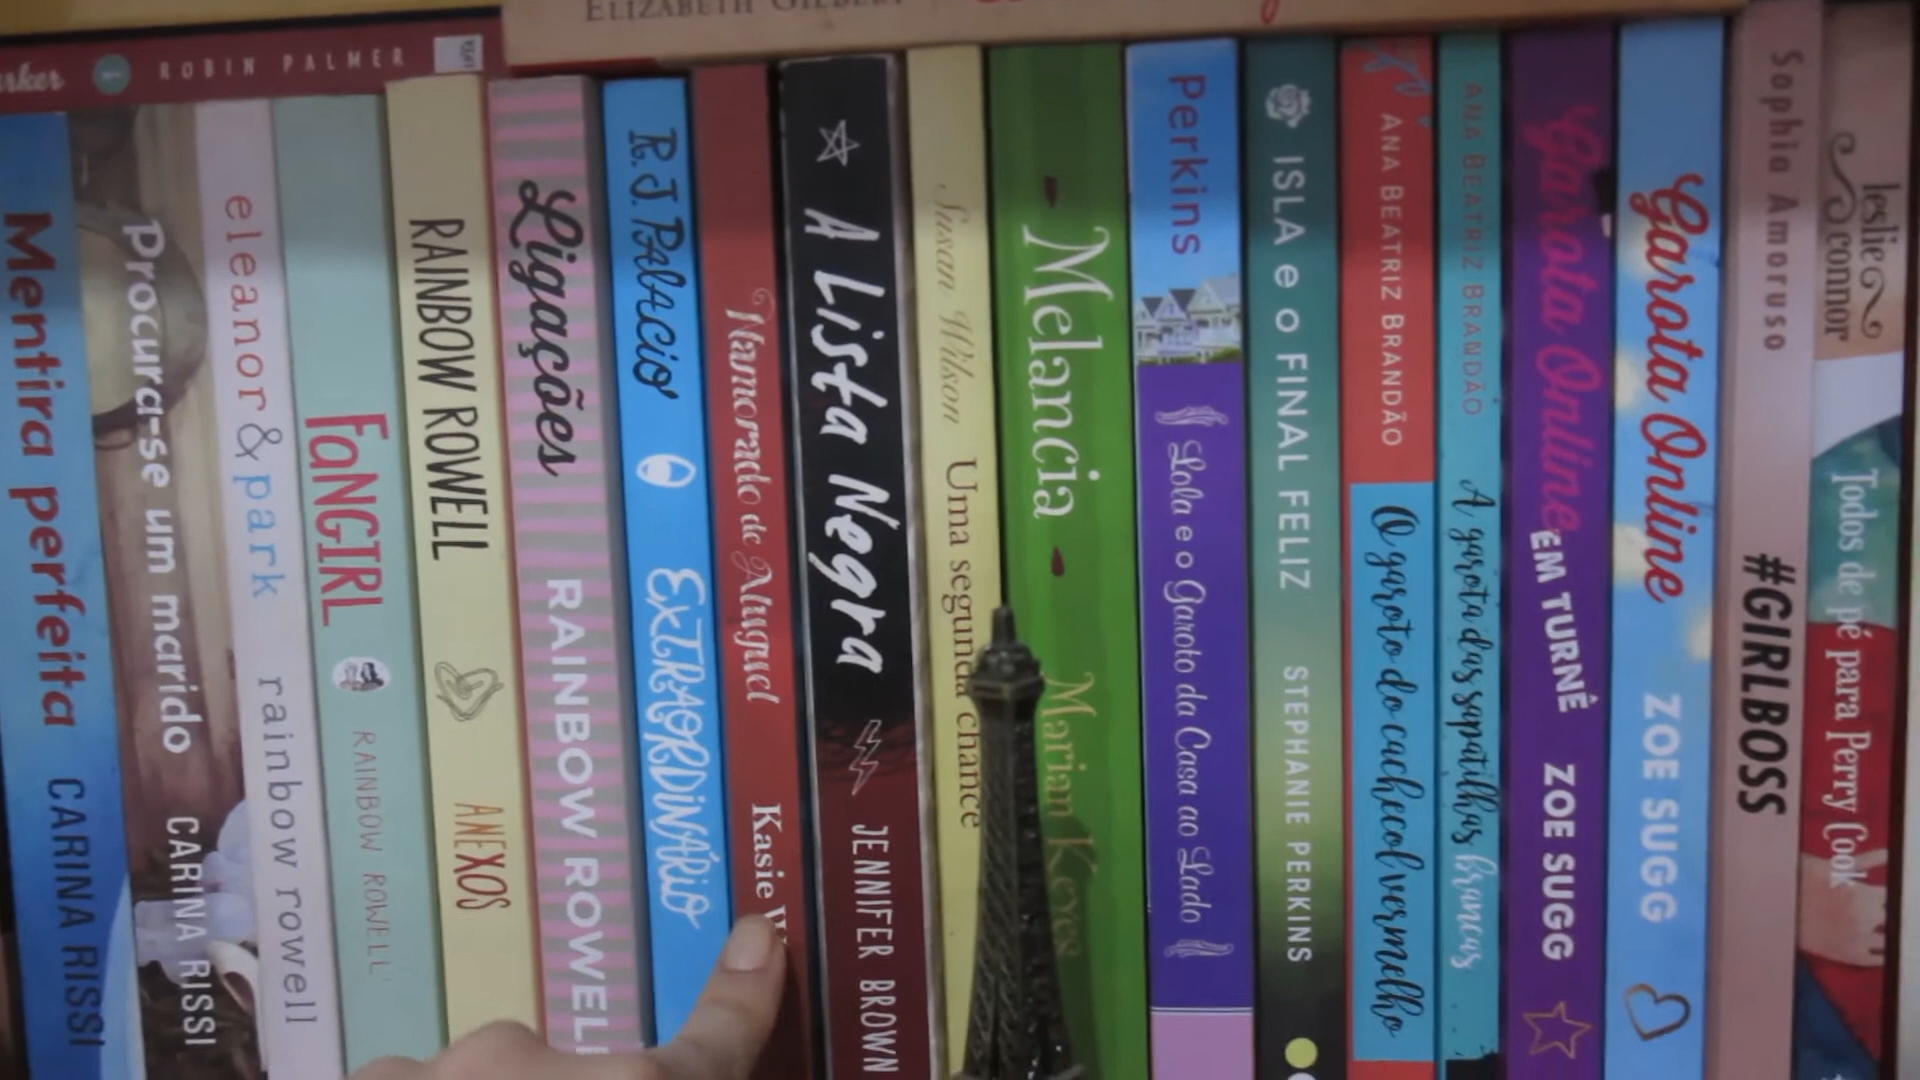 ELIZABETH GILBERT
ROBIN PALMER
Mentira perfeita CARINA RISSI
Procura-se um marido CARINA RISSI
eleanor & park rainbow rowell
FANGIRL RAINBOW ROWELL
RAINBOW ROWELL ANEXOS
Ligações RAINBOW ROWELL
R.J. PALACIO EXTRAORDINÁRIO
Namorado de Aluguel Kasie W
A Lista Negra JENNIFER BROWN
Susan Wilson Uma segunda chance
Melancia Marian Keyes
Perkins Lola e o Garoto da Casa ao Lado
ISLA e o FINAL FELIZ STEPHANIE PERKINS
ANA BEATRIZ BRANDÃO O garoto do cachecol vermelho
ANA BEATRIZ BRANDÃO A garota das sapatilhas brancas
Garota Online EM TURNÊ ZOE SUGG
Garota Online ZOE SUGG
Sophia Amoruso #GIRLBOSS
leslie connor Todos de pé para Perry Cook